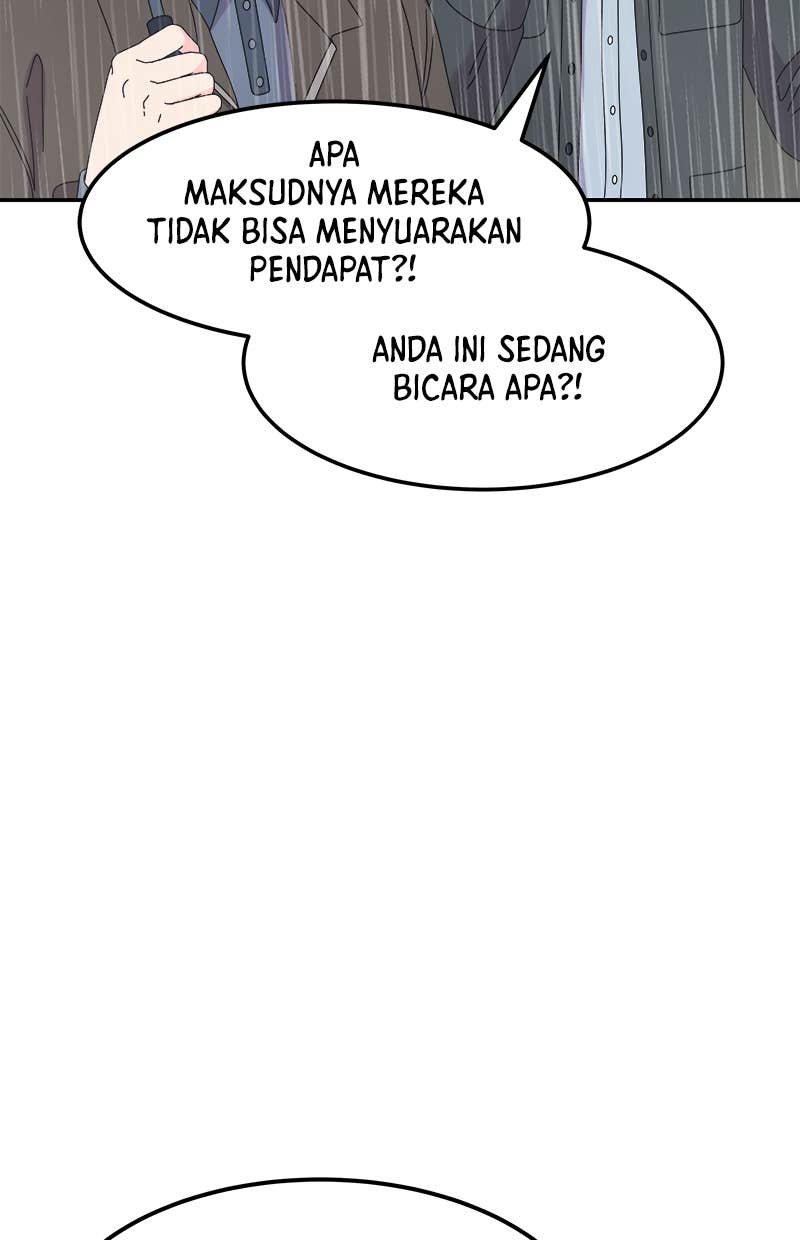 APA
MAKSUDNYA MEREKA
TIDAK BISA MENYUARAKAN
PENDAPAT?!
ANDA INI SEDANG
BICARA APA?!